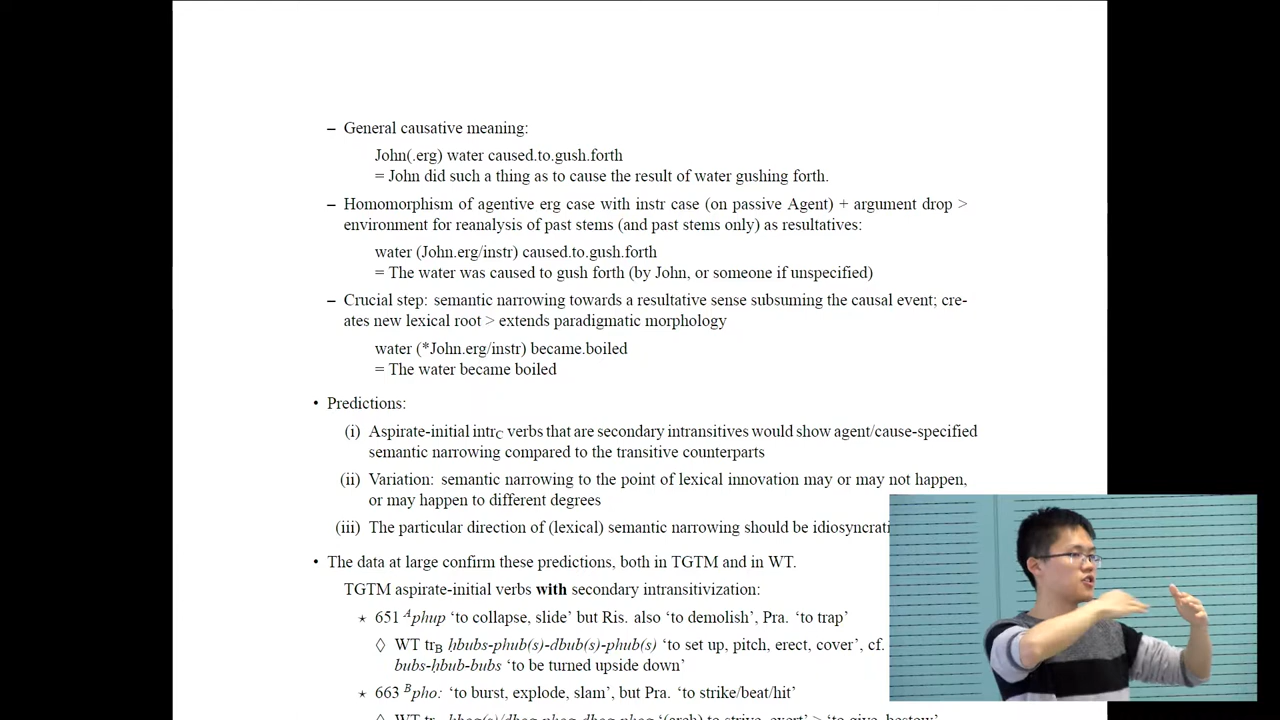 – General causative meaning:
John(.erg) water caused.to.gush.forth
= John did such a thing as to cause the result of water gushing forth.
– Homomorphism of agentive erg case with instr case (on passive Agent) + argument drop >
environment for reanalysis of past stems (and past stems only) as resultatives:
water (John.erg/instr) caused.to.gush.forth
= The water was caused to gush forth (by John, or someone if unspecified)
– Crucial step: semantic narrowing towards a resultative sense subsuming the causal event; cre-
ates new lexical root > extends paradigmatic morphology
water (*John.erg/instr) became.boiled
= The water became boiled
• Predictions:
(i) Aspirate-initial intrC verbs that are secondary intransitives would show agent/cause-specified
semantic narrowing compared to the transitive counterparts
(ii) Variation: semantic narrowing to the point of lexical innovation may or may not happen,
or may happen to different degrees
(iii) The particular direction of (lexical) semantic narrowing should be
• The data at large confirm these predictions, both in TGTM and in WT.
TGTM aspirate-initial verbs with secondary intransitivization:
⋆ 651 ᴬphup ‘to collapse, slide’ but Ris. also ‘to demolish’, Pra. ‘to trap’
◊ WT trB ḥbubs-phub(s)-dbub(s)-phub(s) ‘to set up, pitch, erect, cover’, cf.
bubs-ḥbub-bubs ‘to be turned upside down’
⋆ 663 ᴮpho: ‘to burst, explode, slam’, but Pra. ‘to strike/beat/hit’